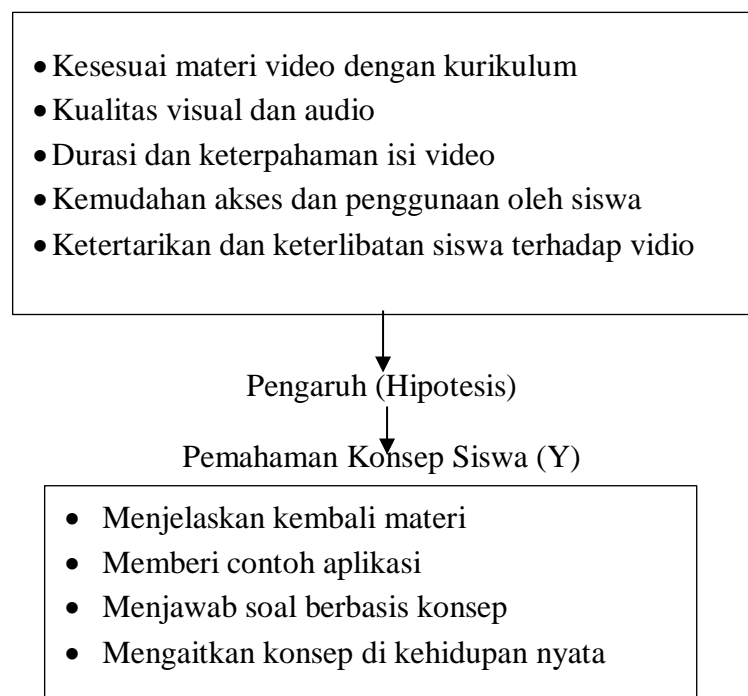 • Kesesuai materi video dengan kurikulum
• Kualitas visual dan audio
• Durasi dan keterpahaman isi video
• Kemudahan akses dan penggunaan oleh siswa
• Ketertarikan dan keterlibatan siswa terhadap vidio
Pengaruh (Hipotesis)
Pemahaman Konsep Siswa (Y)
• Menjelaskan kembali materi
• Memberi contoh aplikasi
• Menjawab soal berbasis konsep
• Mengaitkan konsep di kehidupan nyata